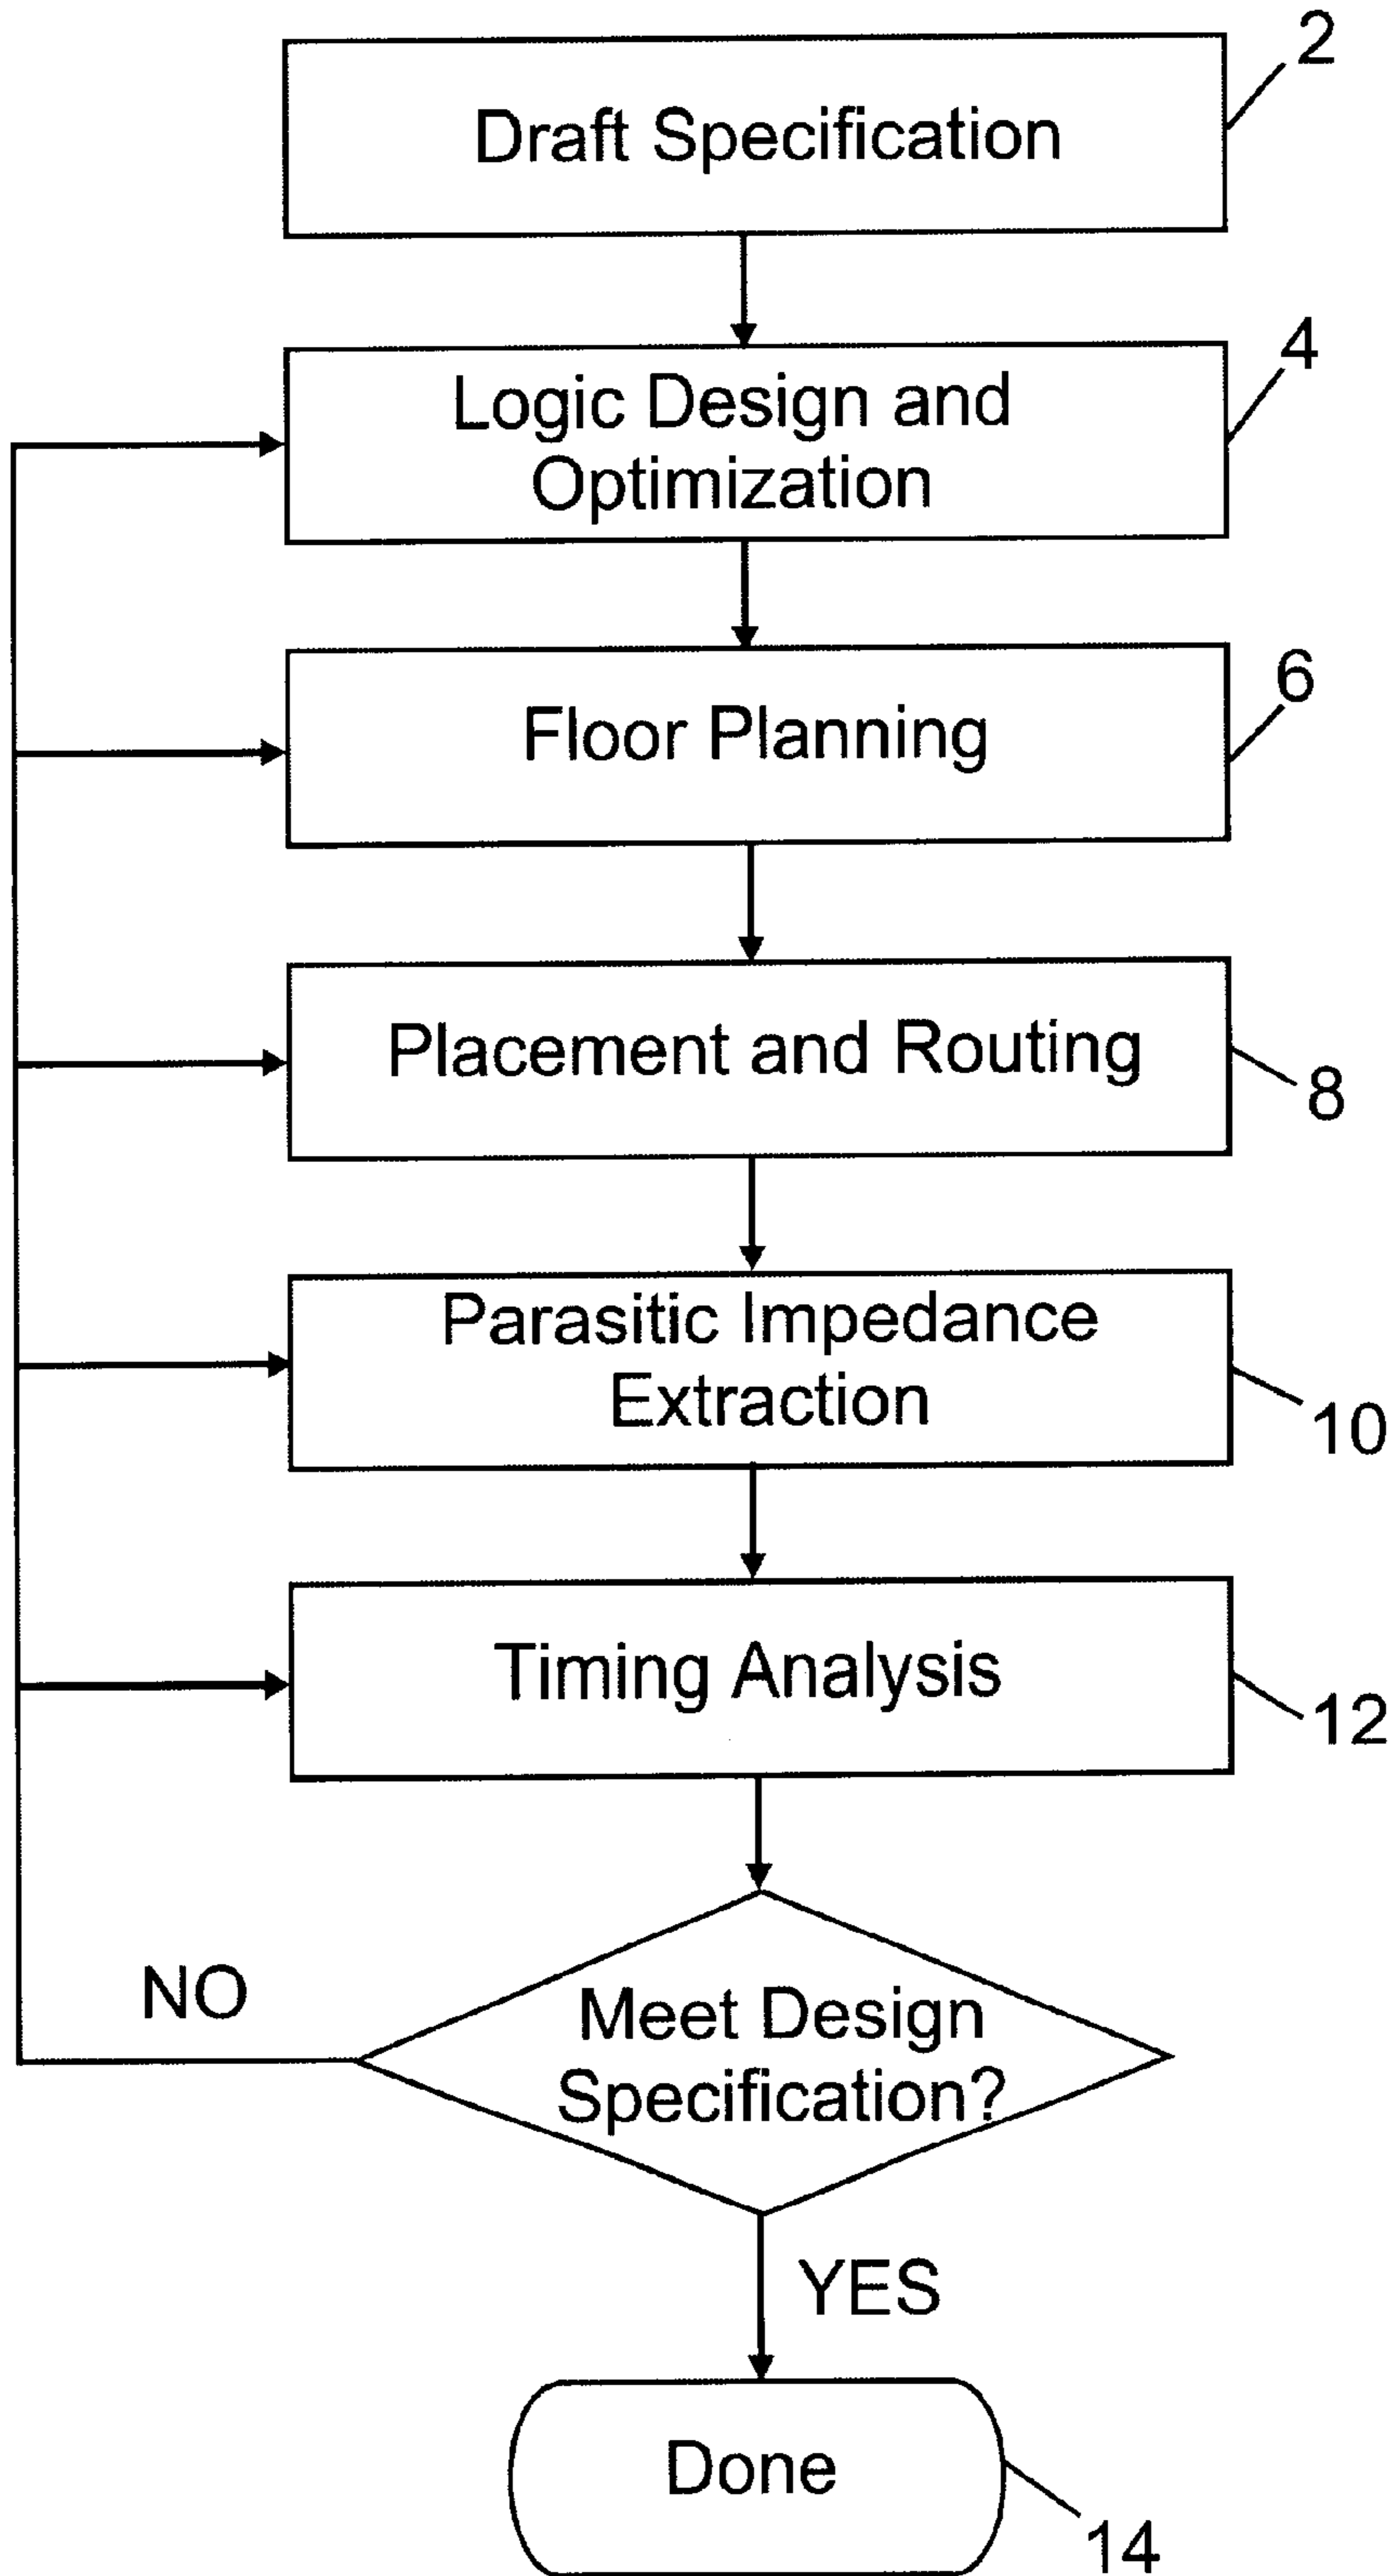 Draft Specification
2
Logic Design and
Optimization
4
Floor Planning
6
Placement and Routing
8
Parasitic Impedance
Extraction
10
Timing Analysis
12
NO
Meet Design
Specification?
YES
Done
14